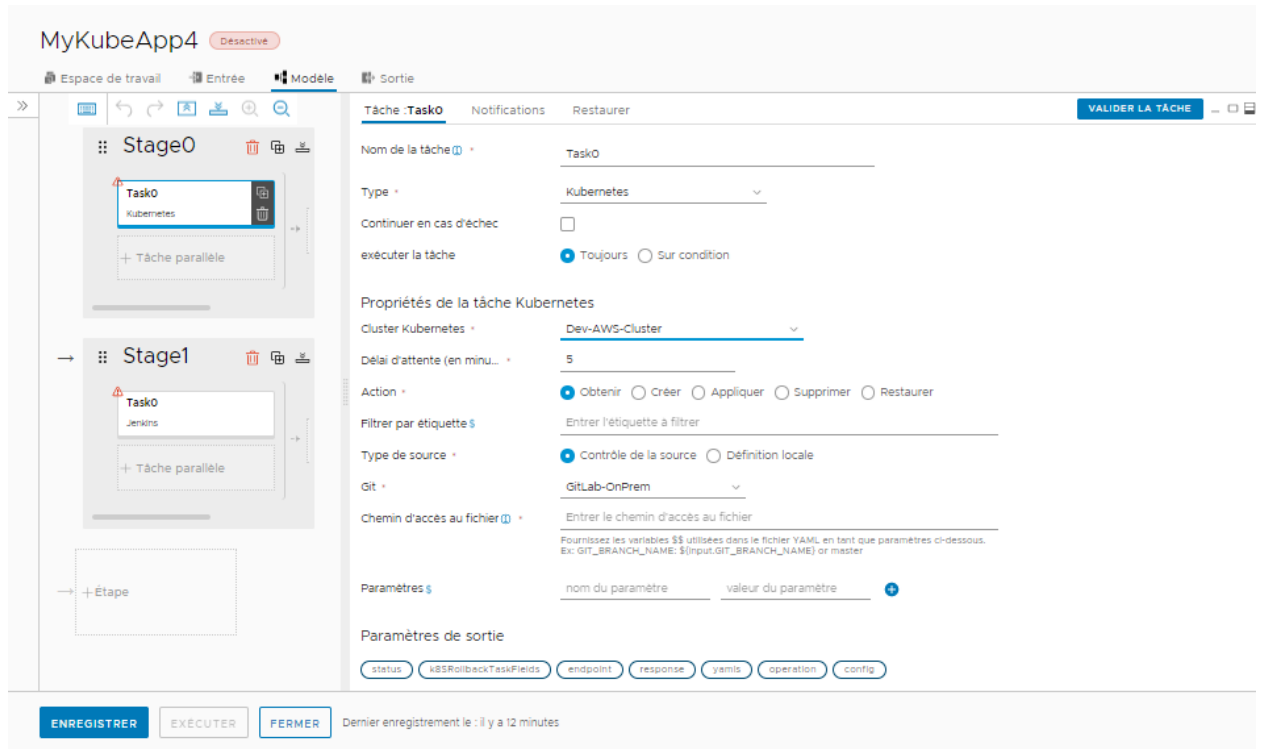 MyKubeApp4 Désactivé
Espace de travail Entrée Modèle Sortie
Stage0
Task0
Kubernetes
+ Tâche parallèle
Stage1
Task0
Jenkins
+ Tâche parallèle
+ Étape
Tâche :Task0 Notifications Restaurer VALIDER LA TÂCHE
Nom de la tâche * Task0
Type * Kubernetes
Continuer en cas d'échec
exécuter la tâche Toujours Sur condition
Propriétés de la tâche Kubernetes
Cluster Kubernetes * Dev-AWS-Cluster
Délai d'attente (en minu... * 5
Action * Obtenir Créer Appliquer Supprimer Restaurer
Filtrer par étiquette $ Entrer l'étiquette à filtrer
Type de source * Contrôle de la source Définition locale
Git * GitLab-OnPrem
Chemin d'accès au fichier * Entrer le chemin d'accès au fichier
Fournissez les variables $$ utilisées dans le fichier YAML en tant que paramètres ci-dessous.
Ex: GIT_BRANCH_NAME: ${input.GIT_BRANCH_NAME} or master
Paramètres $ nom du paramètre valeur du paramètre
Paramètres de sortie
status k8SRollbackTaskFields endpoint response yamls operation config
ENREGISTRER EXÉCUTER FERMER Dernier enregistrement le : il y a 12 minutes